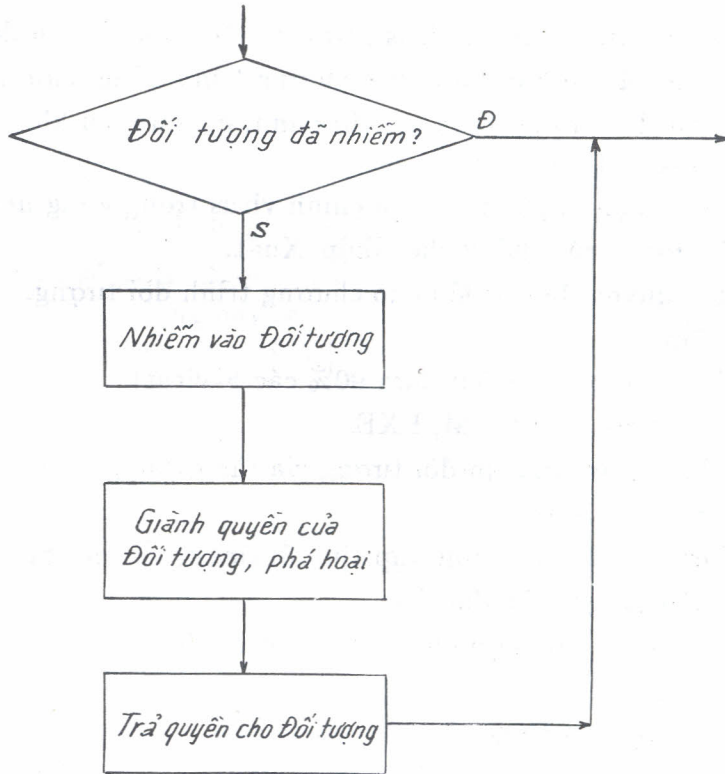 Đối tượng đã nhiễm?
Đ
S
Nhiễm vào Đối tượng
Giành quyền của
Đối tượng, phá hoại
Trả quyền cho Đối tượng